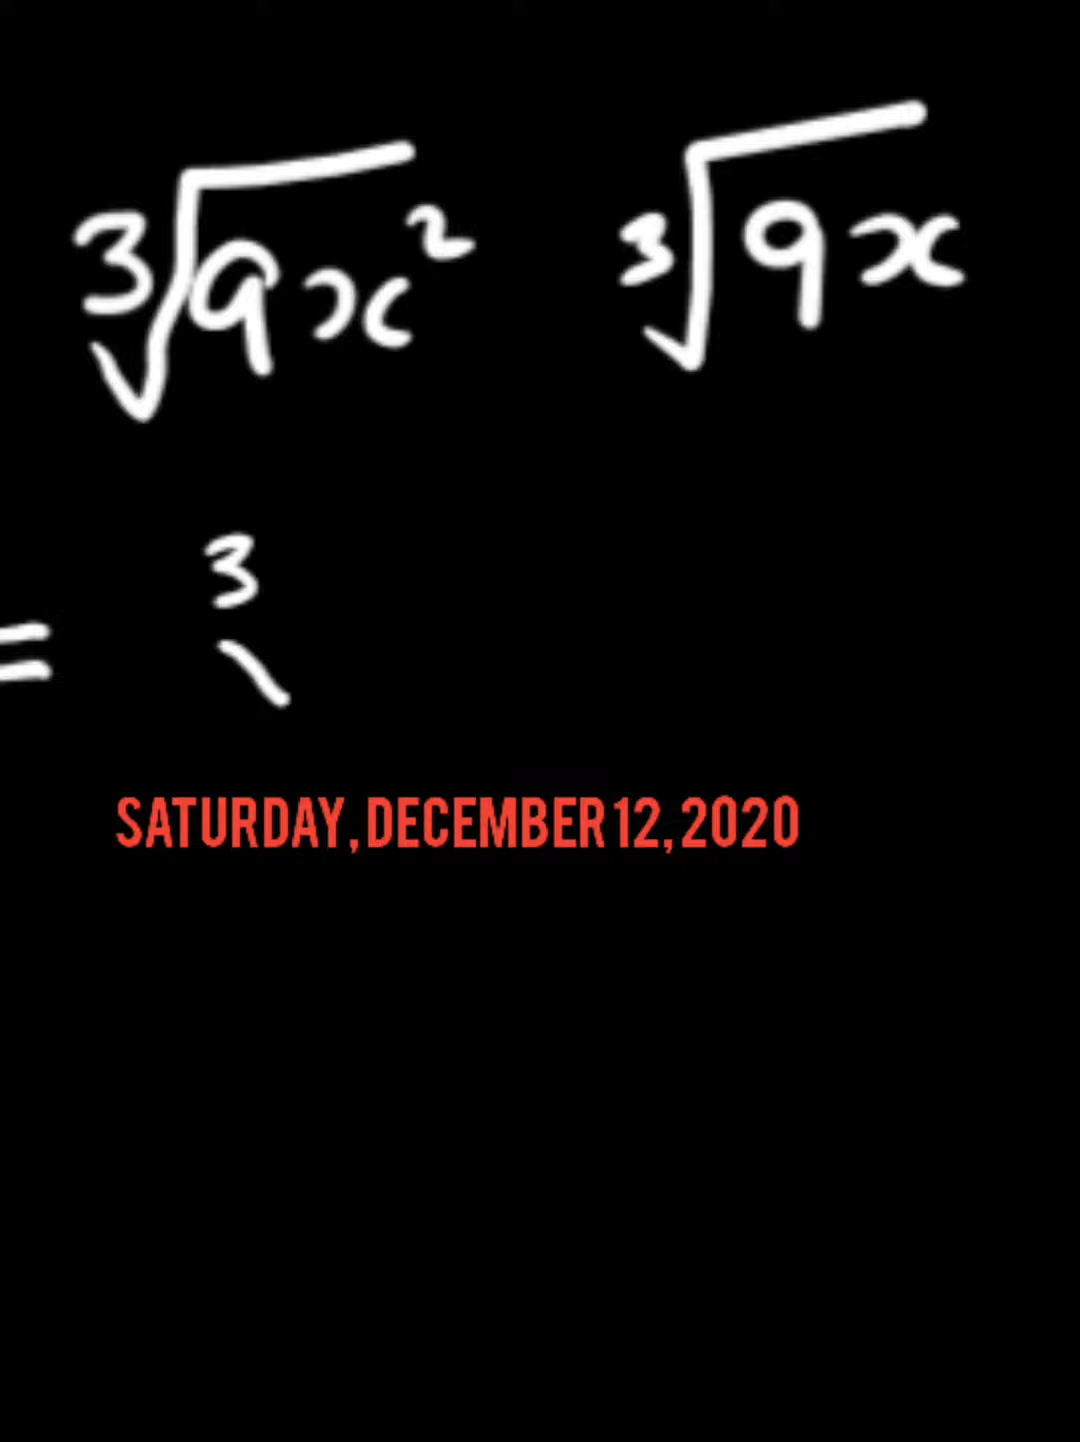 ∛9x² ∛9x
= 3
SATURDAY, DECEMBER 12, 2020